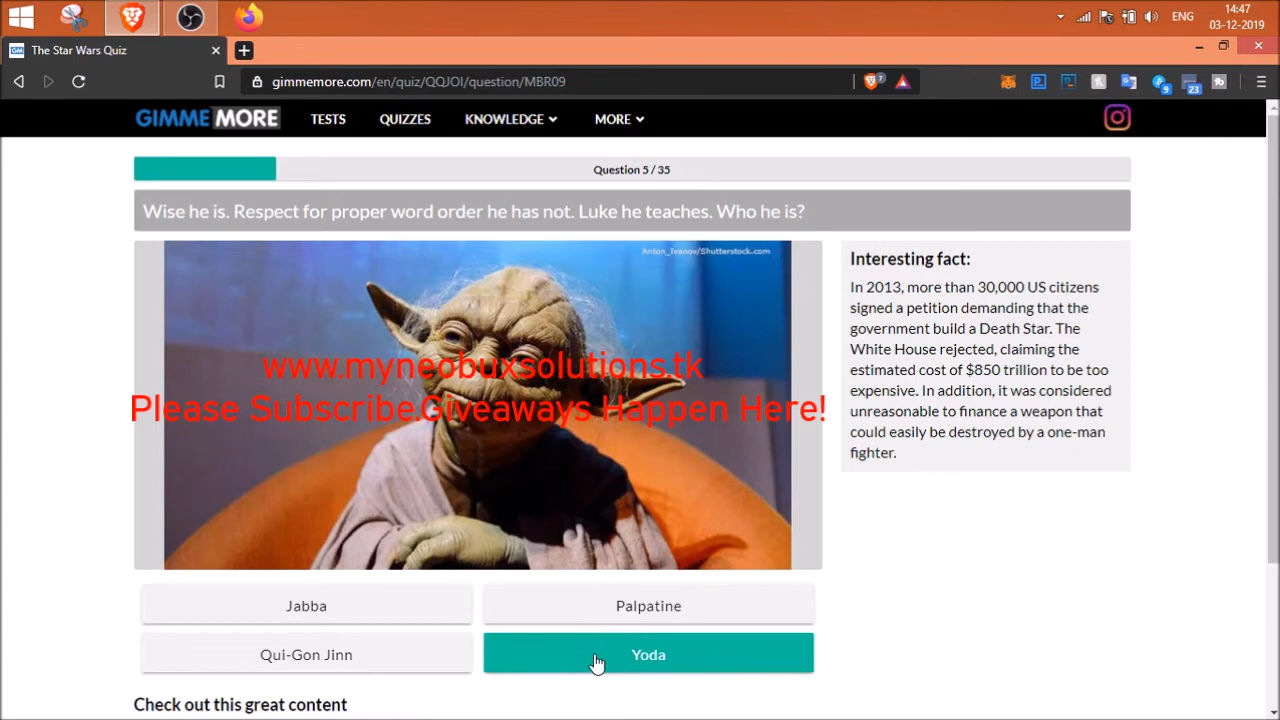 14:47
ENG
03-12-2019
The Star Wars Quiz
gimmemore.com/en/quiz/QQJOI/question/MBR09
7
9
23
GIMME MORE
TESTS
QUIZZES
KNOWLEDGE
MORE
Question 5 / 35
Wise he is. Respect for proper word order he has not. Luke he teaches. Who he is?
Anton_Ivanov/Shutterstock.com
www.myneobuxsolutions.tk
Please Subscribe.Giveaways Happen Here!
Interesting fact:
In 2013, more than 30,000 US citizens
signed a petition demanding that the
government build a Death Star. The
White House rejected, claiming the
estimated cost of $850 trillion to be too
expensive. In addition, it was considered
unreasonable to finance a weapon that
could easily be destroyed by a one-man
fighter.
Jabba
Palpatine
Qui-Gon Jinn
Yoda
Check out this great content